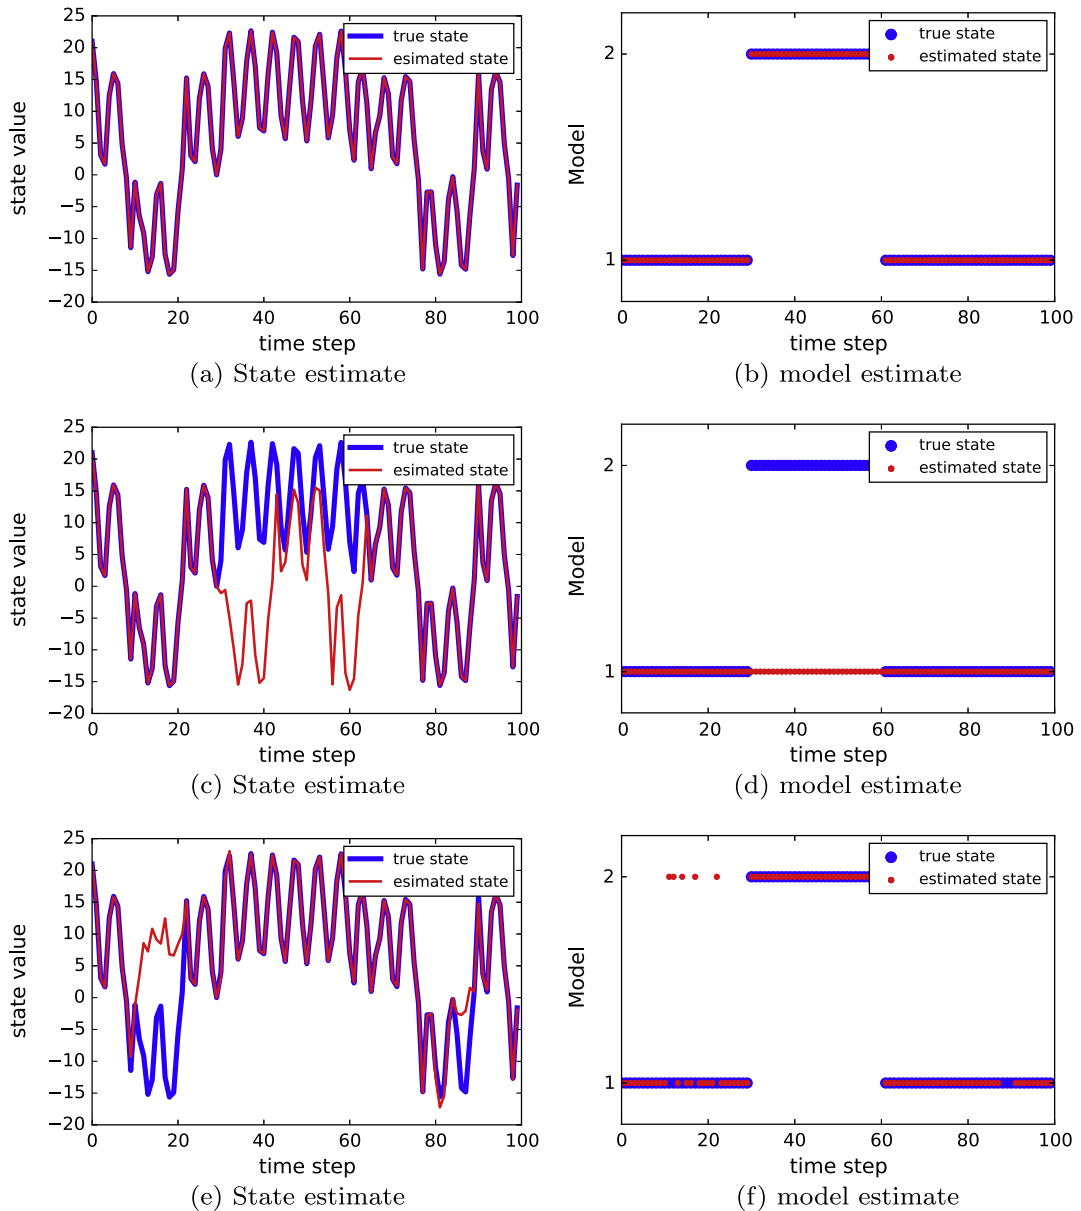 25
20
15
10
5
0
−5
−10
−15
−20
0 20 40 60 80 100
state value
time step
true state
esimated state
(a) State estimate
2
1
0 20 40 60 80 100
Model
time step
true state
estimated state
(b) model estimate
25
20
15
10
5
0
−5
−10
−15
−20
0 20 40 60 80 100
state value
time step
true state
esimated state
(c) State estimate
2
1
0 20 40 60 80 100
Model
time step
true state
estimated state
(d) model estimate
25
20
15
10
5
0
−5
−10
−15
−20
0 20 40 60 80 100
state value
time step
true state
esimated state
(e) State estimate
2
1
0 20 40 60 80 100
Model
time step
true state
estimated state
(f) model estimate